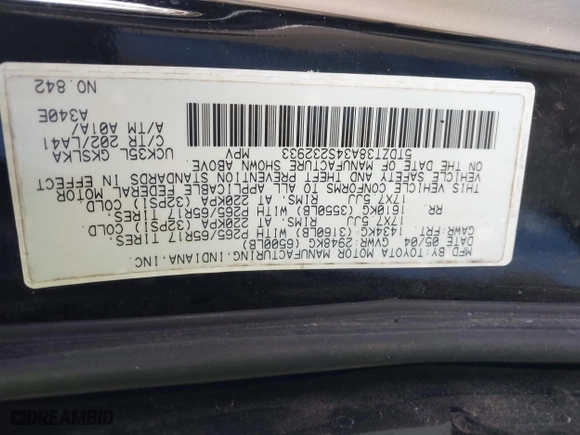 MFD.BY:TOYOTA MOTOR MANUFACTURING.INDIANA.INC.
DATE 05/04 GVWR:2948KG (6500LB)
GAWR:FRT 1434KG (3160LB) WITH P265/65R17 TIRES.
17X7.5JJ RIMS. AT 220KPA (32PSI) COLD
RR 1610KG (3550LB) WITH P265/65R17 TIRES.
17X7.5JJ RIMS. AT 220KPA (32PSI) COLD
THIS VEHICLE CONFORMS TO ALL APPLICABLE FEDERAL MOTOR
VEHICLE SAFETY AND THEFT PREVENTION STANDARDS IN EFFECT
ON THE DATE OF MANUFACTURE SHOWN ABOVE.
5TDZT38A34S232933 MPV
UCK35L GKSLKA
C/TR 202/LA41
A/TM A01A/
A340E
NO.842
DREAMBID